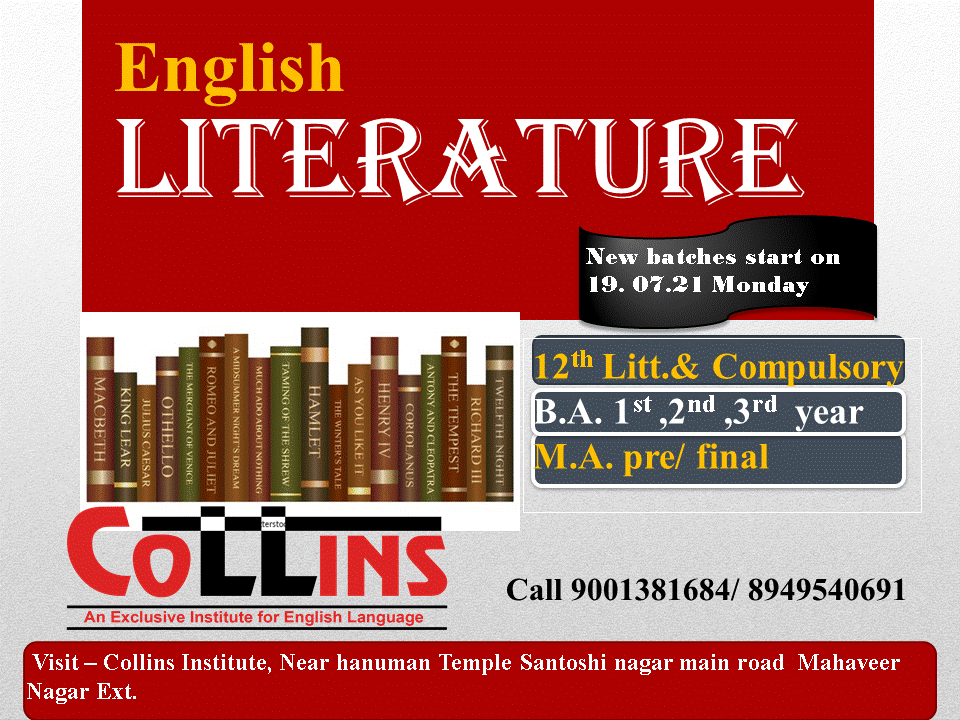 English
LITERATURE
New batches start on
19. 07.21 Monday
MACBETH
KING LEAR
JULIUS CAESAR
OTHELLO
THE MERCHANT OF VENICE
ROMEO AND JULIET
A MIDSUMMER NIGHT'S DREAM
MUCH ADO ABOUT NOTHING
TAMING OF THE SHREW
HAMLET
THE WINTER'S TALE
AS YOU LIKE IT
HENRY IV
CORIOLANUS
ANTONY AND CLEOPATRA
THE TEMPEST
RICHARD III
TWELFTH NIGHT
12th Litt.& Compulsory
B.A. 1st ,2nd ,3rd year
M.A. pre/ final
COLLINS
An Exclusive Institute for English Language
Call 9001381684/ 8949540691
Visit – Collins Institute, Near hanuman Temple Santoshi nagar main road Mahaveer
Nagar Ext.